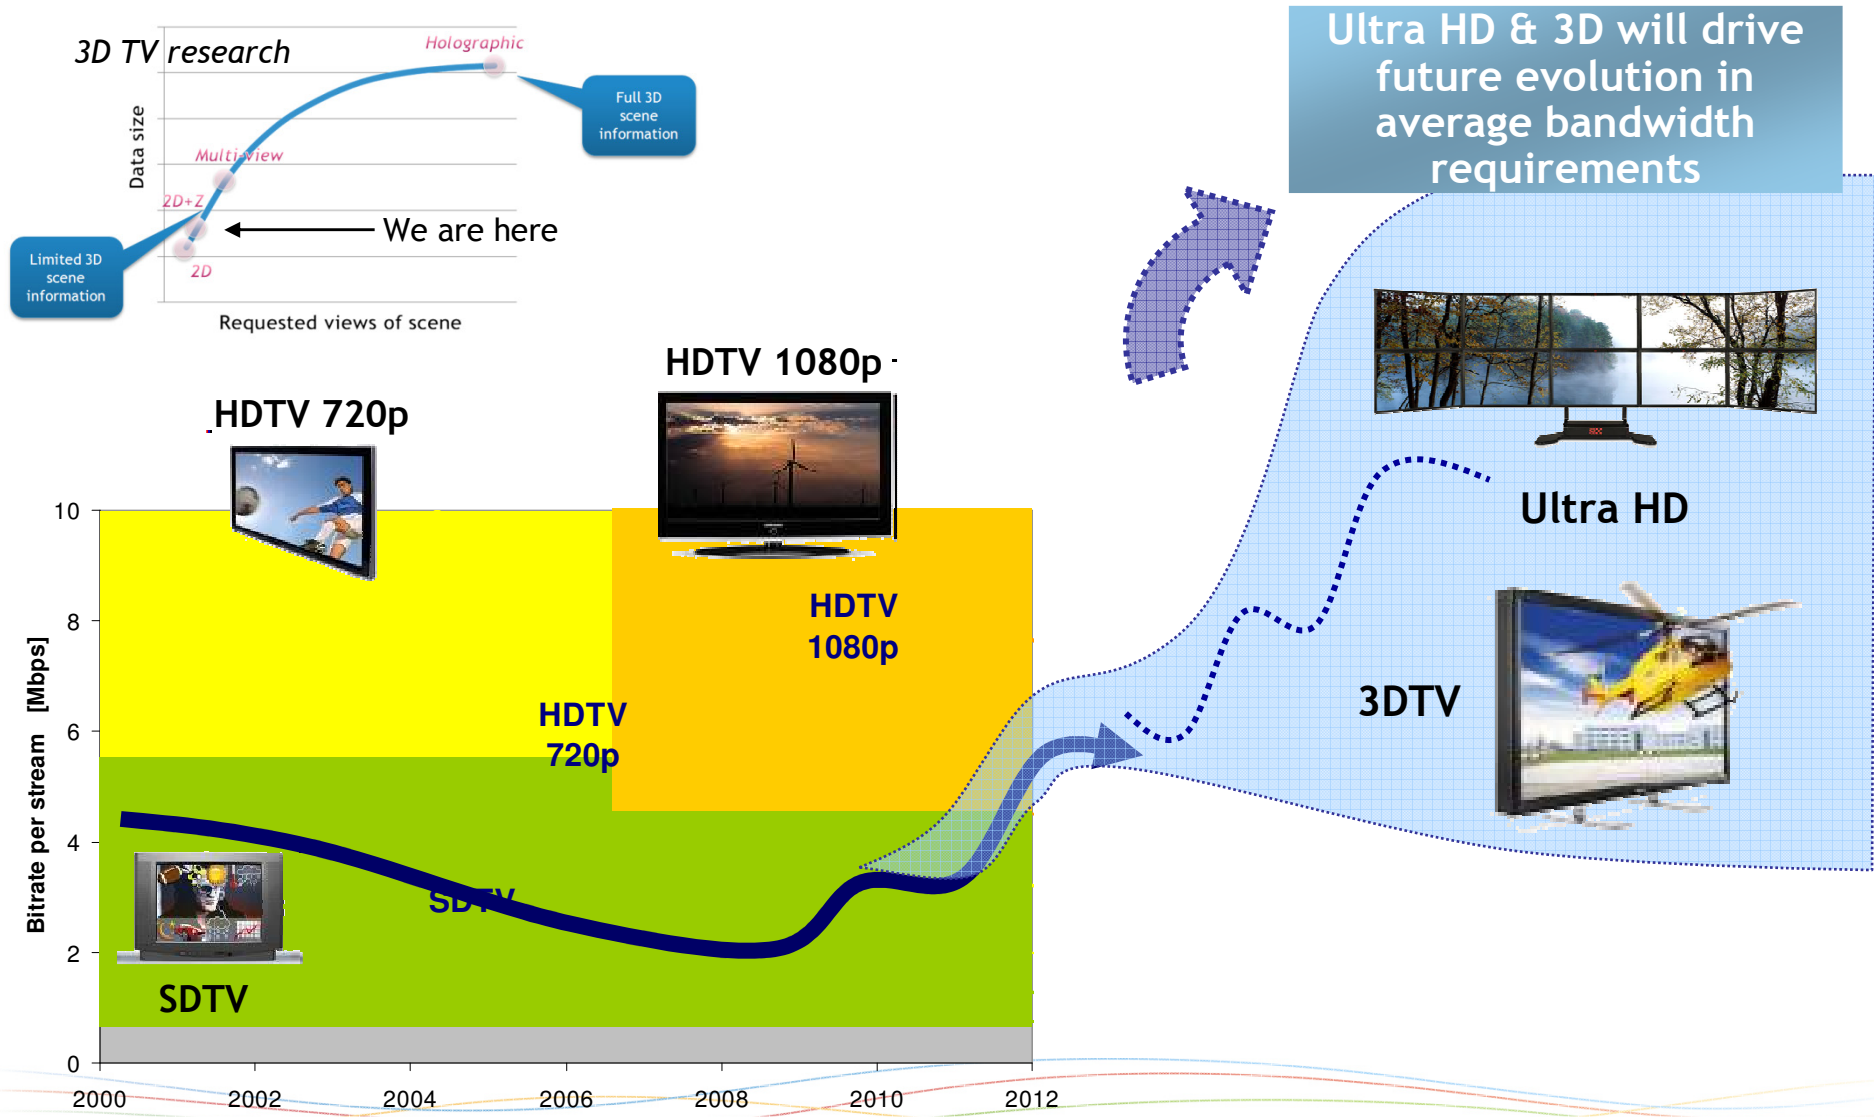 3D TV research
Holographic
Full 3D
scene
information
Data size
Multi-view
2D+Z
We are here
Limited 3D
scene
information
2D
Requested views of scene
Ultra HD & 3D will drive
future evolution in
average bandwidth
requirements
HDTV 1080p
HDTV 720p
Ultra HD
3DTV
HDTV
1080p
HDTV
720p
SDTV
SDTV
Bitrate per stream [Mbps]
10
8
6
4
2
0
2000
2002
2004
2006
2008
2010
2012